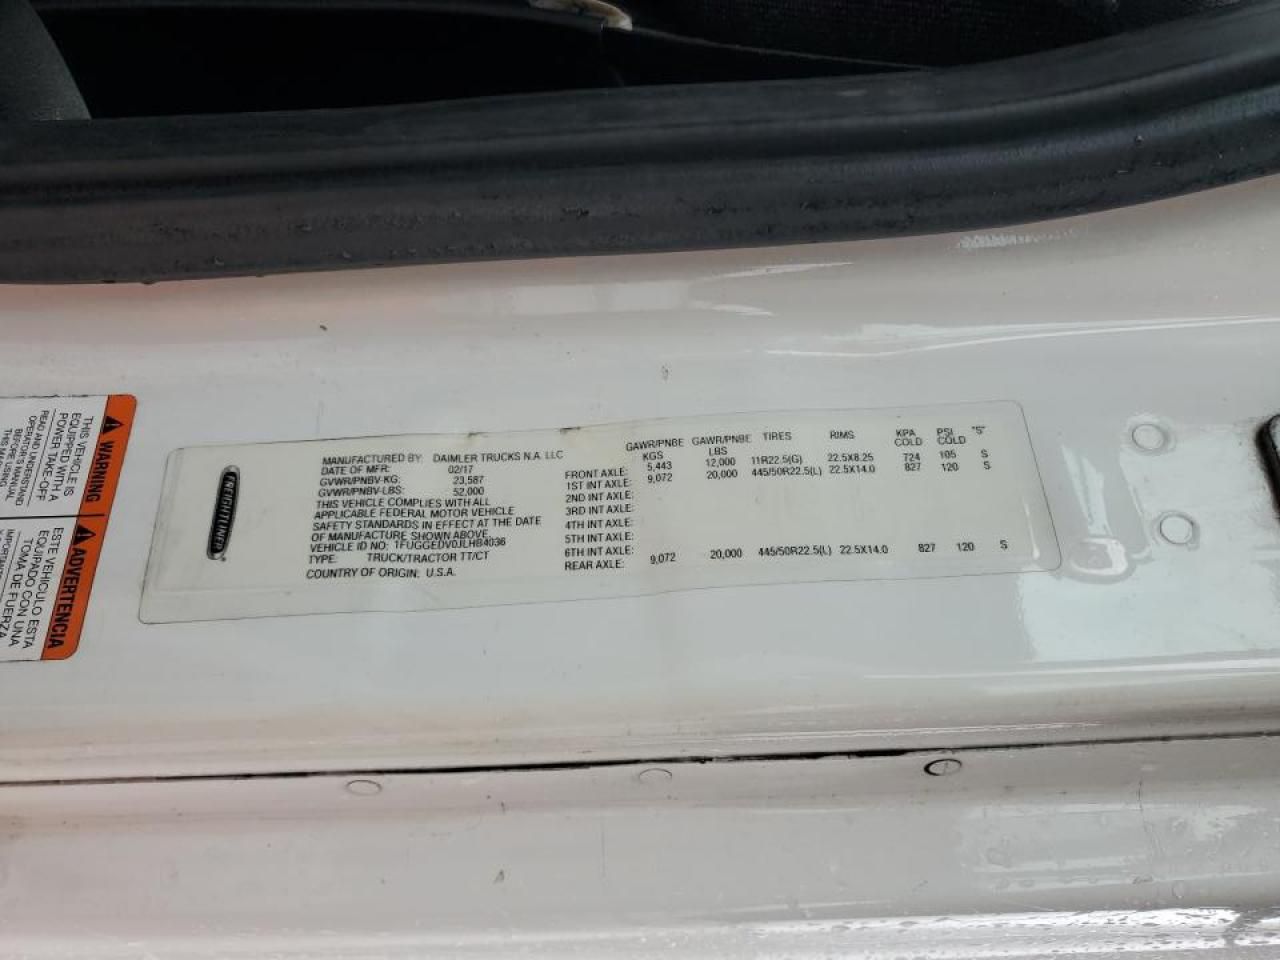 WARNING
THIS VEHICLE IS
EQUIPPED WITH A
POWER TAKE-OFF
READ AND UNDERSTAND
OPERATOR'S MANUAL
BEFORE USING
THIS MANUAL
ADVERTENCIA
ESTE VEHICULO ESTA
EQUIPADO CON UNA
TOMA DE FUERZA
FREIGHTLINER
MANUFACTURED BY: DAIMLER TRUCKS N.A. LLC
DATE OF MFR: 02/17
GVWR/PNBV-KG: 23,587
GVWR/PNBV-LBS: 52,000
THIS VEHICLE COMPLIES WITH ALL
APPLICABLE FEDERAL MOTOR VEHICLE
SAFETY STANDARDS IN EFFECT AT THE DATE
OF MANUFACTURE SHOWN ABOVE.
VEHICLE ID NO: 1FUGGEDV0JLHB4036
TYPE: TRUCK/TRACTOR TT/CT
COUNTRY OF ORIGIN: U.S.A.
GAWR/PNBE GAWR/PNBE TIRES RIMS KPA PSI "S"
KGS LBS COLD COLD
FRONT AXLE: 5,443 12,000 11R22.5(G) 22.5X8.25 724 105 S
1ST INT AXLE: 9,072 20,000 445/50R22.5(L) 22.5X14.0 827 120 S
2ND INT AXLE:
3RD INT AXLE:
4TH INT AXLE:
5TH INT AXLE:
6TH INT AXLE:
REAR AXLE: 9,072 20,000 445/50R22.5(L) 22.5X14.0 827 120 S